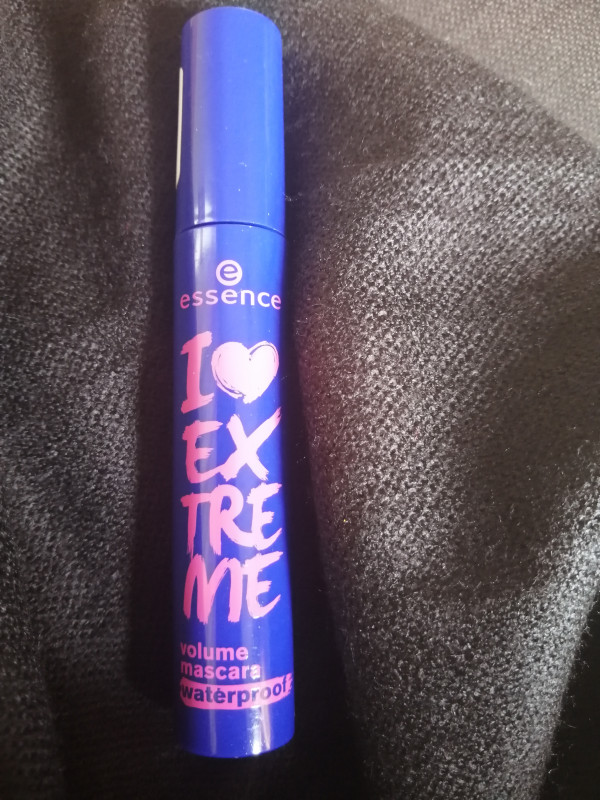 e
essence
I
EX
TRE
ME
volume
mascara
waterproof